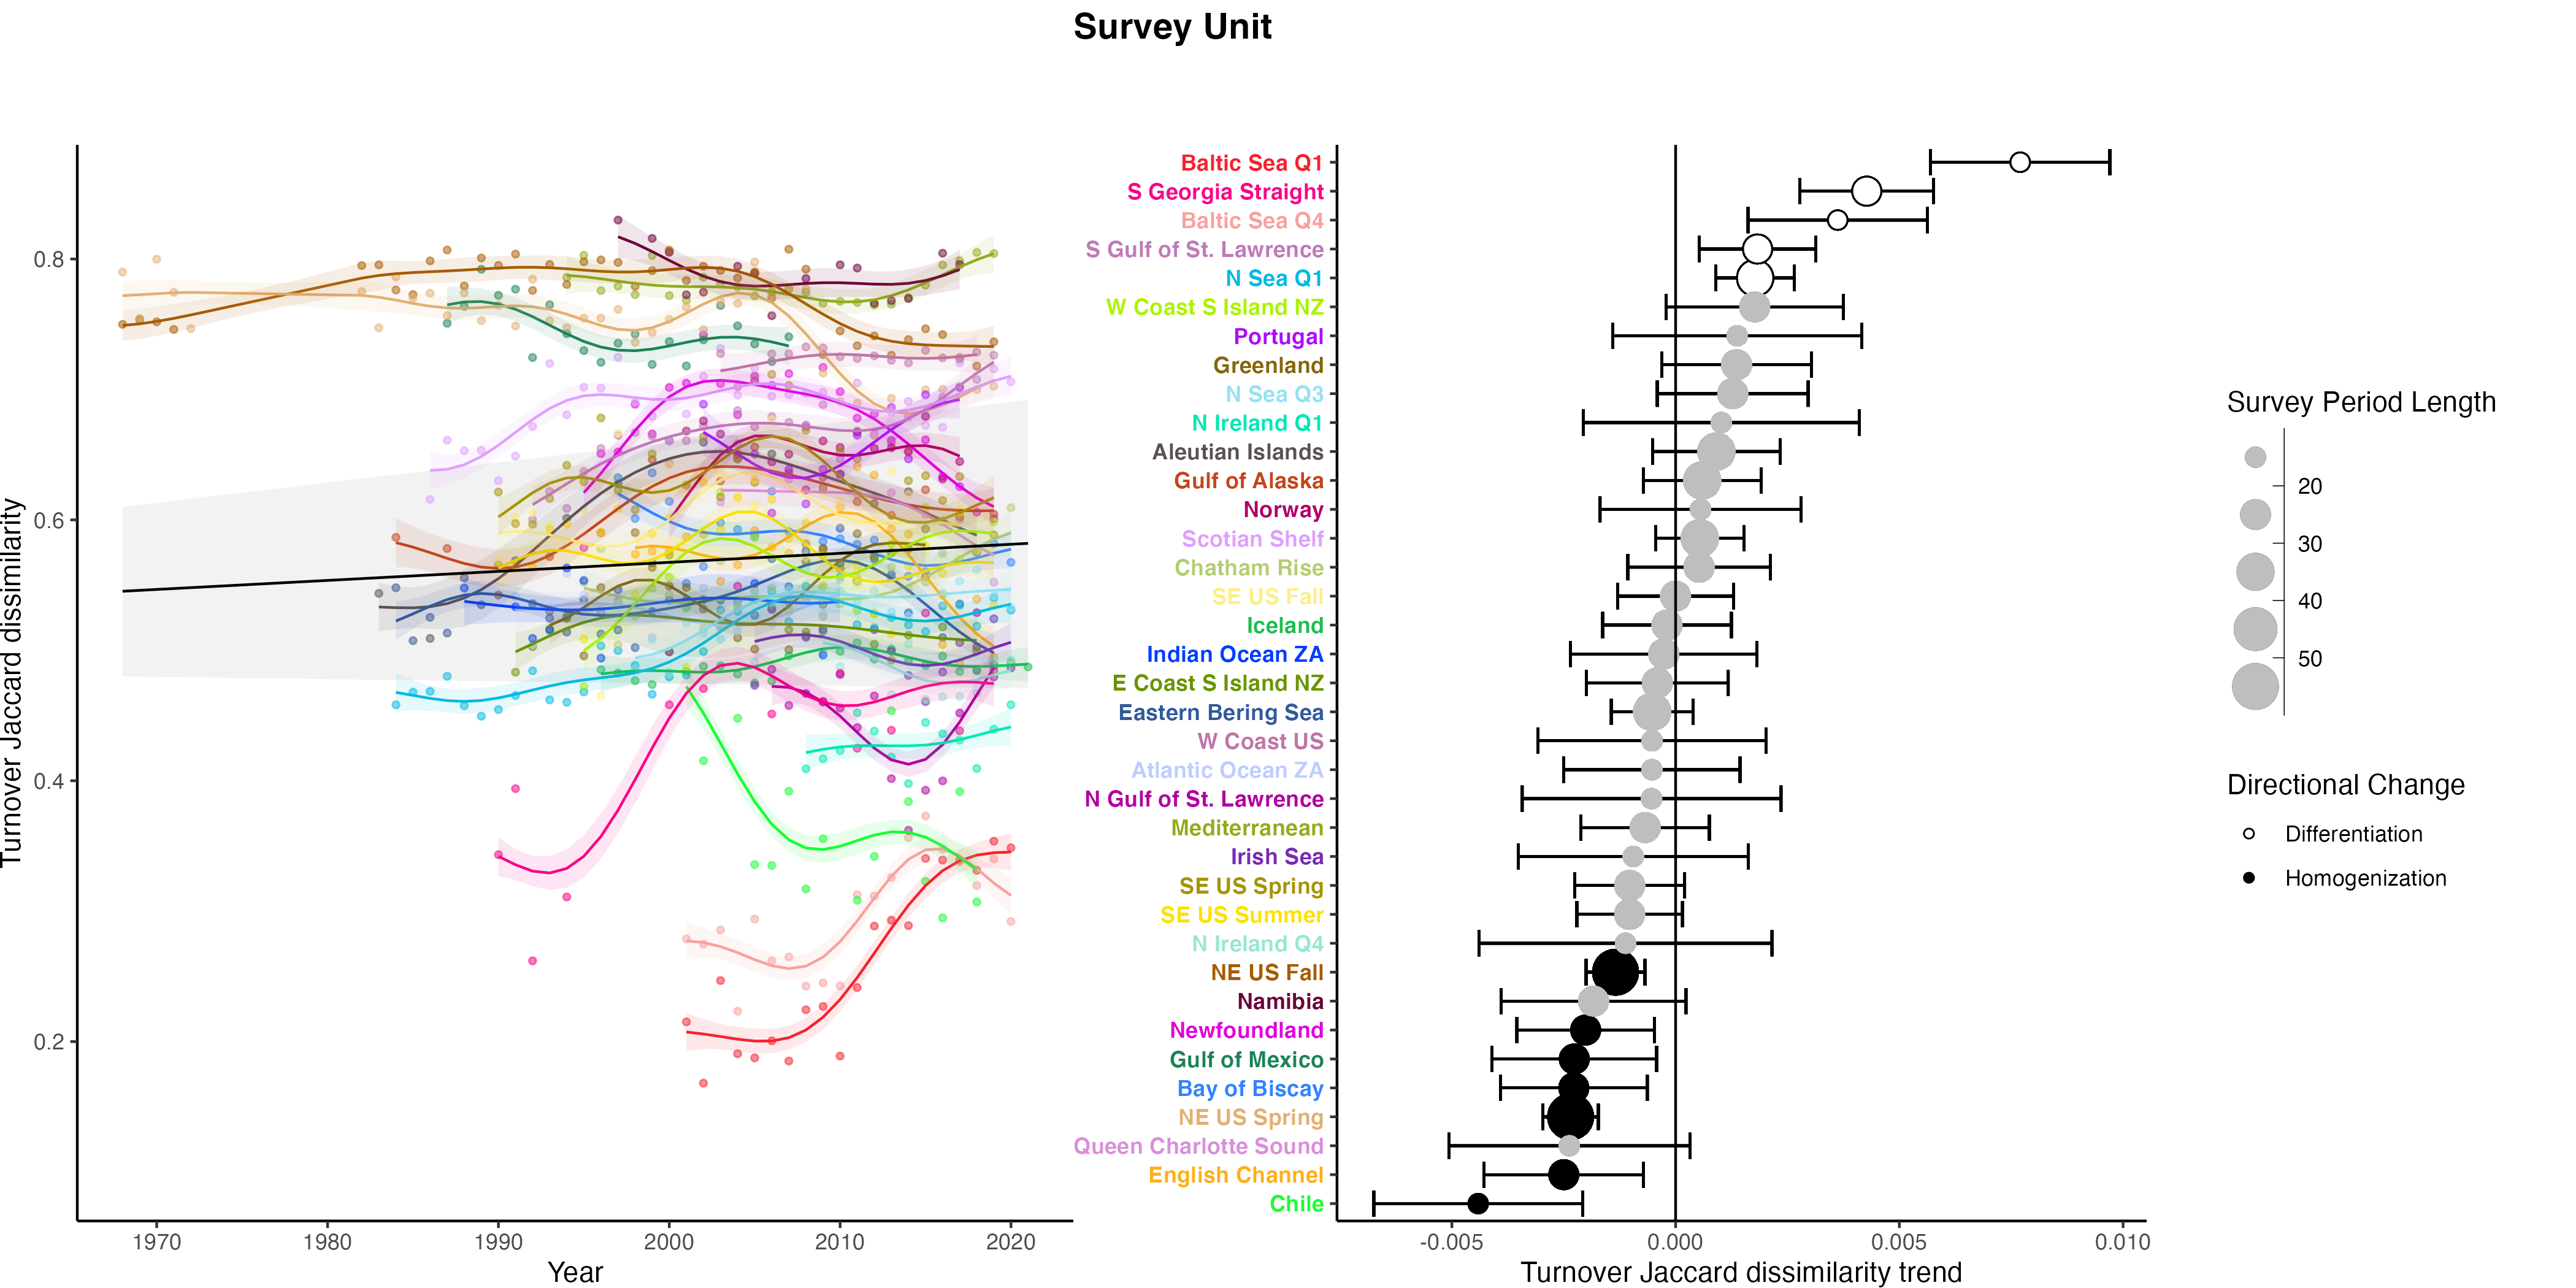 Survey Unit
Turnover Jaccard dissimilarity
0.8
0.6
0.4
0.2
1970
1980
1990
2000
2010
2020
Year
Baltic Sea Q1
S Georgia Straight
Baltic Sea Q4
S Gulf of St. Lawrence
N Sea Q1
W Coast S Island NZ
Portugal
Greenland
N Sea Q3
N Ireland Q1
Aleutian Islands
Gulf of Alaska
Norway
Scotian Shelf
Chatham Rise
SE US Fall
Iceland
Indian Ocean ZA
E Coast S Island NZ
Eastern Bering Sea
W Coast US
Atlantic Ocean ZA
N Gulf of St. Lawrence
Mediterranean
Irish Sea
SE US Spring
SE US Summer
N Ireland Q4
NE US Fall
Namibia
Newfoundland
Gulf of Mexico
Bay of Biscay
NE US Spring
Queen Charlotte Sound
English Channel
Chile
-0.005
0.000
0.005
0.010
Turnover Jaccard dissimilarity trend
Survey Period Length
20
30
40
50
Directional Change
Differentiation
Homogenization